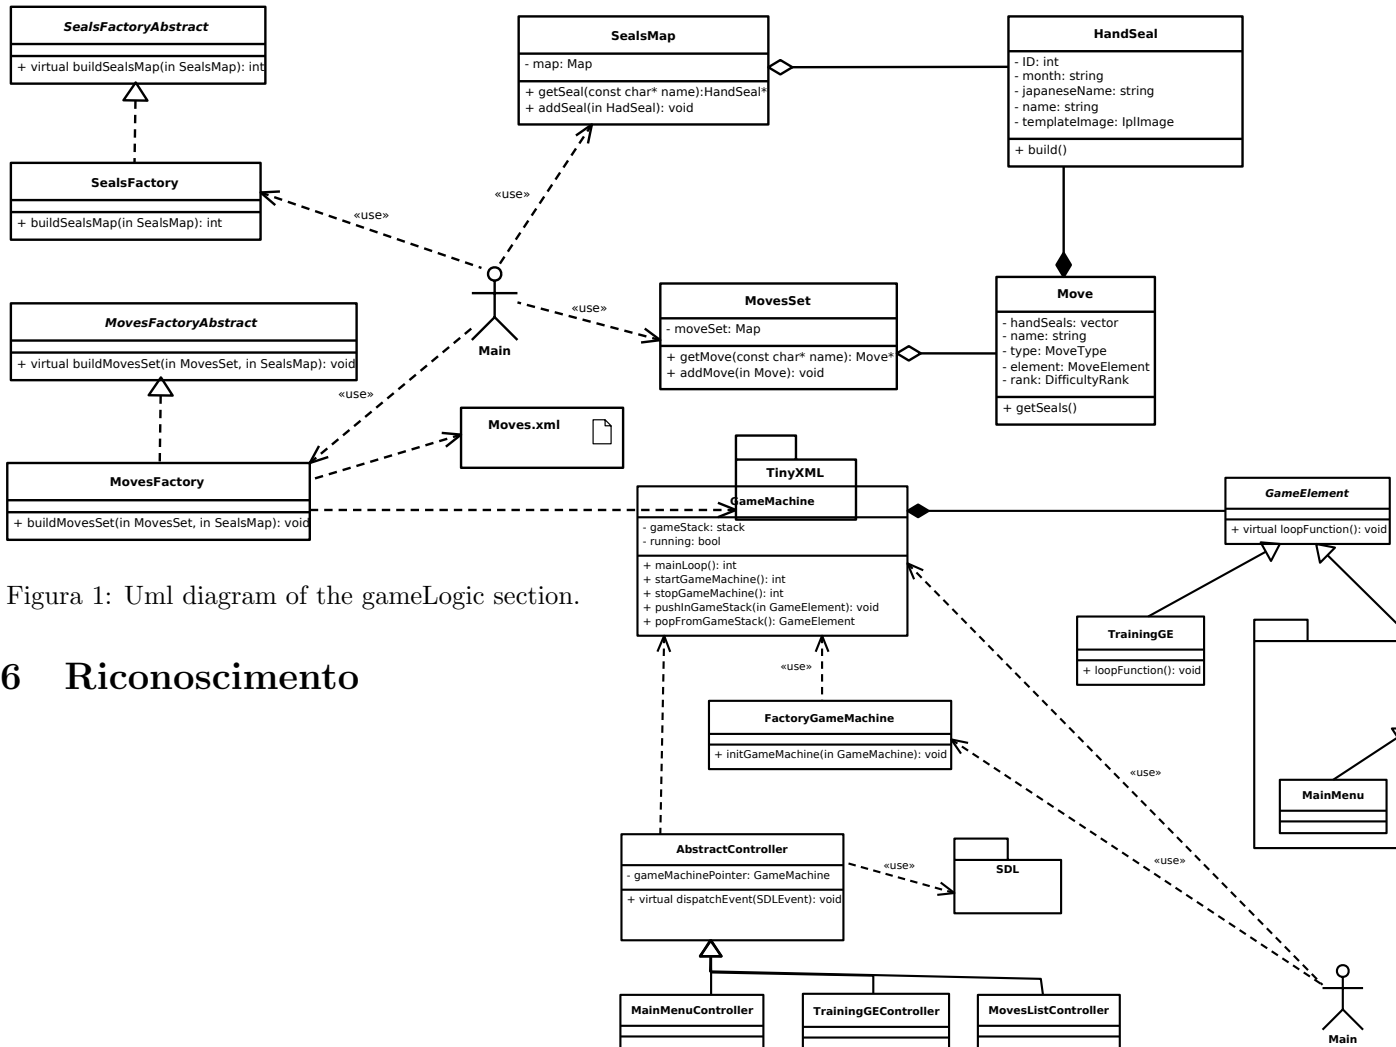 SealsFactoryAbstract
+ virtual buildSealsMap(in SealsMap): int
SealsMap
- map: Map
+ getSeal(const char* name):HandSeal*
+ addSeal(in HadSeal): void
HandSeal
- ID: int
- month: string
- japaneseName: string
- name: string
- templateImage: IplImage
+ build()
SealsFactory
+ buildSealsMap(in SealsMap): int
«use»
«use»
Main
«use»
«use»
MovesFactoryAbstract
+ virtual buildMovesSet(in MovesSet, in SealsMap): void
MovesSet
- moveSet: Map
+ getMove(const char* name): Move*
+ addMove(in Move): void
Move
- handSeals: vector
- name: string
- type: MoveType
- element: MoveElement
- rank: DifficultyRank
+ getSeals()
Moves.xml
MovesFactory
+ buildMovesSet(in MovesSet, in SealsMap): void
TinyXML
GameMachine
- gameStack: stack
- running: bool
+ mainLoop(): int
+ startGameMachine(): int
+ stopGameMachine(): int
+ pushInGameStack(in GameElement): void
+ popFromGameStack(): GameElement
GameElement
+ virtual loopFunction(): void
Figura 1: Uml diagram of the gameLogic section.
6 Riconoscimento
TrainingGE
+ loopFunction(): void
«use»
FactoryGameMachine
+ initGameMachine(in GameMachine): void
«use»
MainMenu
AbstractController
- gameMachinePointer: GameMachine
+ virtual dispatchEvent(SDLEvent): void
«use»
SDL
«use»
MainMenuController
TrainingGEController
MovesListController
Main